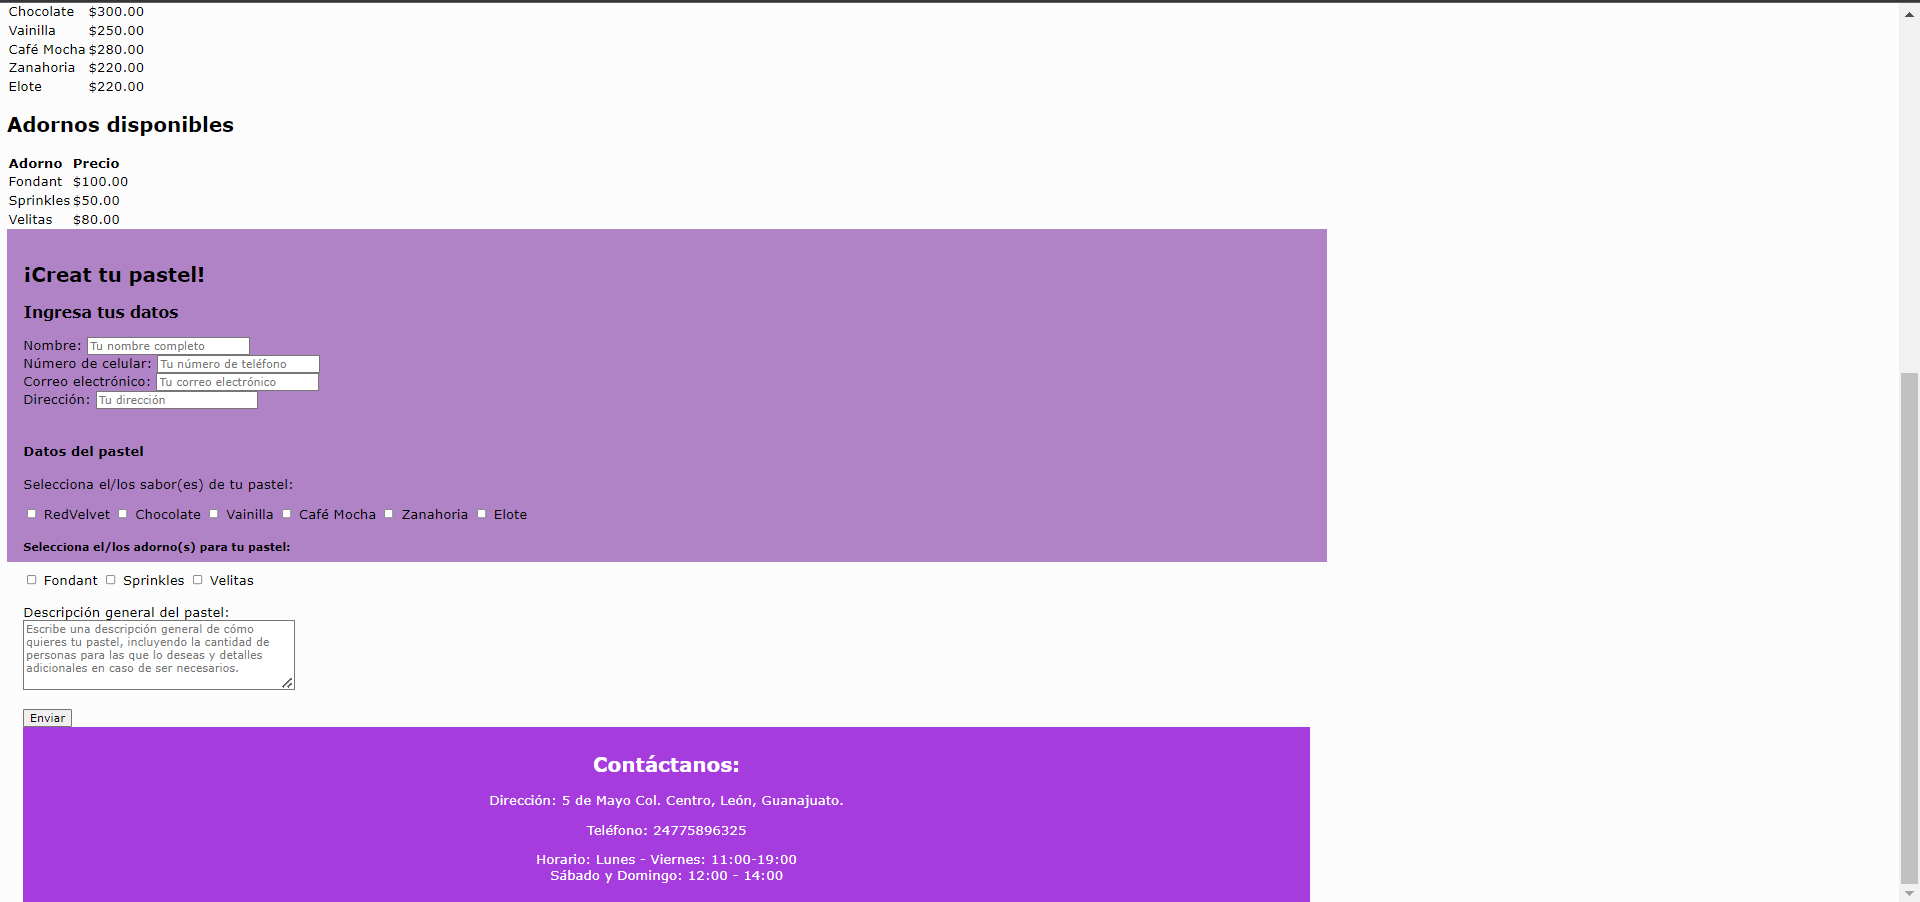 Chocolate $300.00
Vainilla $250.00
Café Mocha $280.00
Zanahoria $220.00
Elote $220.00
Adornos disponibles
Adorno Precio
Fondant $100.00
Sprinkles $50.00
Velitas $80.00
¡Creat tu pastel!
Ingresa tus datos
Nombre: Tu nombre completo
Número de celular: Tu número de teléfono
Correo electrónico: Tu correo electrónico
Dirección: Tu dirección
Datos del pastel
Selecciona el/los sabor(es) de tu pastel:
RedVelvet Chocolate Vainilla Café Mocha Zanahoria Elote
Selecciona el/los adorno(s) para tu pastel:
Fondant Sprinkles Velitas
Descripción general del pastel:
Escribe una descripción general de cómo
quieres tu pastel, incluyendo la cantidad de
personas para las que lo deseas y detalles
adicionales en caso de ser necesarios.
Enviar
Contáctanos:
Dirección: 5 de Mayo Col. Centro, León, Guanajuato.
Teléfono: 24775896325
Horario: Lunes - Viernes: 11:00-19:00
Sábado y Domingo: 12:00 - 14:00